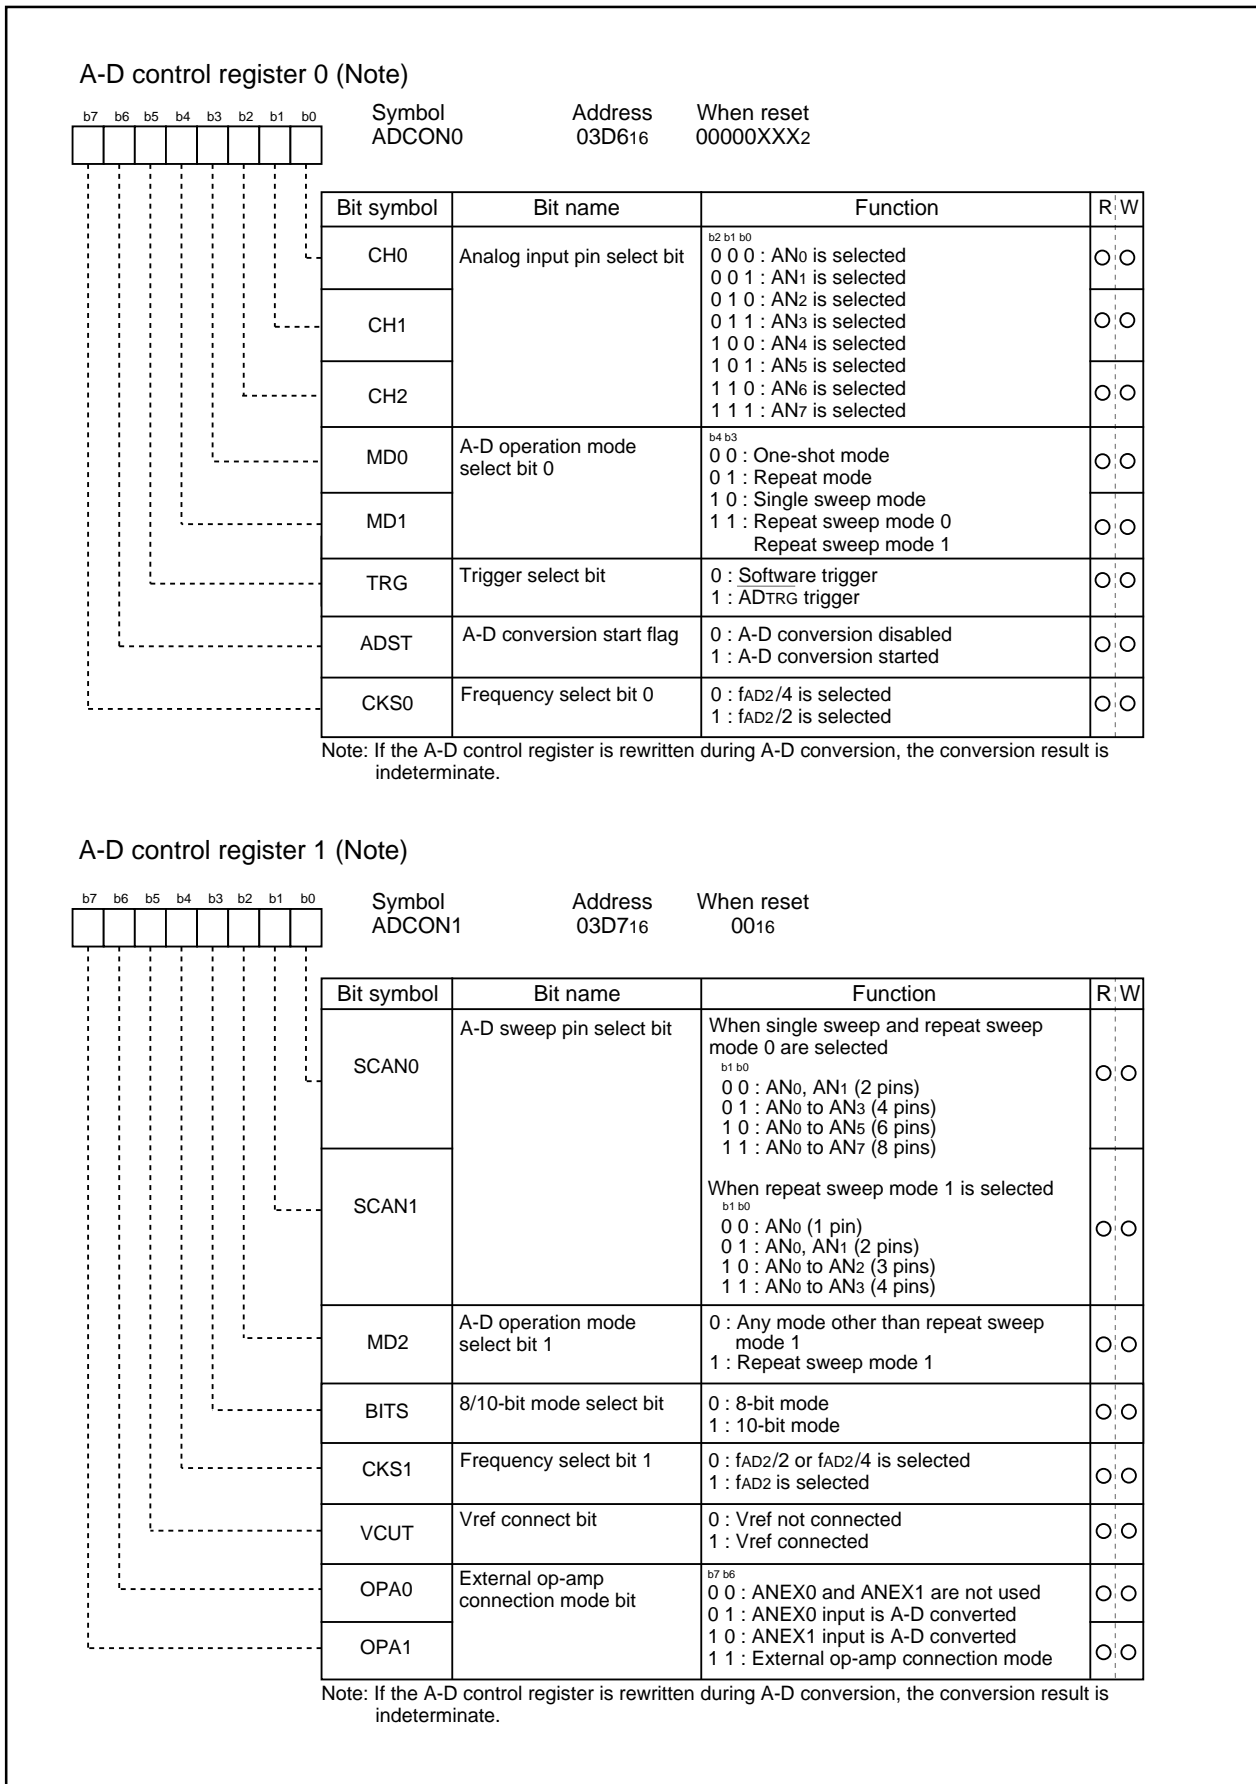 A-D control register 0 (Note)
b7 b6 b5 b4 b3 b2 b1 b0
Symbol Address When reset
ADCON0 03D616 00000XXX2
Bit symbol Bit name Function R W
CH0 Analog input pin select bit
b2 b1 b0
0 0 0 : AN0 is selected
0 0 1 : AN1 is selected
0 1 0 : AN2 is selected
CH1
0 1 1 : AN3 is selected
1 0 0 : AN4 is selected
1 0 1 : AN5 is selected
CH2
1 1 0 : AN6 is selected
1 1 1 : AN7 is selected
MD0 A-D operation mode
select bit 0
b4 b3
0 0 : One-shot mode
0 1 : Repeat mode
1 0 : Single sweep mode
MD1
1 1 : Repeat sweep mode 0
Repeat sweep mode 1
TRG Trigger select bit 0 : Software trigger
1 : ADTRG trigger
ADST A-D conversion start flag 0 : A-D conversion disabled
1 : A-D conversion started
CKS0 Frequency select bit 0 0 : fAD2/4 is selected
1 : fAD2/2 is selected
Note: If the A-D control register is rewritten during A-D conversion, the conversion result is
indeterminate.
A-D control register 1 (Note)
b7 b6 b5 b4 b3 b2 b1 b0
Symbol Address When reset
ADCON1 03D716 0016
Bit symbol Bit name Function R W
SCAN0 A-D sweep pin select bit
When single sweep and repeat sweep
mode 0 are selected
b1 b0
0 0 : AN0, AN1 (2 pins)
0 1 : AN0 to AN3 (4 pins)
1 0 : AN0 to AN5 (6 pins)
1 1 : AN0 to AN7 (8 pins)
SCAN1
When repeat sweep mode 1 is selected
b1 b0
0 0 : AN0 (1 pin)
0 1 : AN0, AN1 (2 pins)
1 0 : AN0 to AN2 (3 pins)
1 1 : AN0 to AN3 (4 pins)
MD2 A-D operation mode
select bit 1
0 : Any mode other than repeat sweep
mode 1
1 : Repeat sweep mode 1
BITS 8/10-bit mode select bit 0 : 8-bit mode
1 : 10-bit mode
CKS1 Frequency select bit 1 0 : fAD2/2 or fAD2/4 is selected
1 : fAD2 is selected
VCUT Vref connect bit 0 : Vref not connected
1 : Vref connected
OPA0 External op-amp
connection mode bit
b7 b6
0 0 : ANEX0 and ANEX1 are not used
0 1 : ANEX0 input is A-D converted
OPA1
1 0 : ANEX1 input is A-D converted
1 1 : External op-amp connection mode
Note: If the A-D control register is rewritten during A-D conversion, the conversion result is
indeterminate.